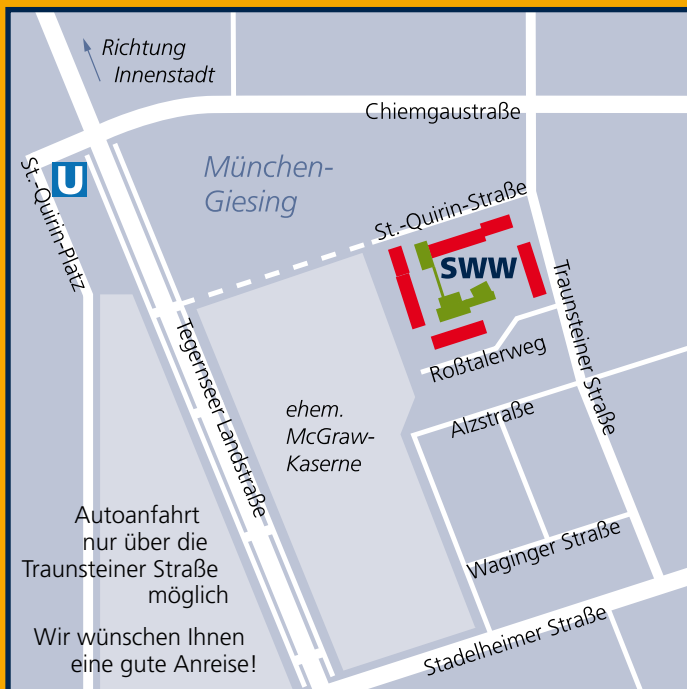 Richtung
Innenstadt
Chiemgaustraße
St.-Quirin-Platz
U
München-
Giesing
St.-Quirin-Straße
SWW
Traunsteiner Straße
Tegernseer Landstraße
Roßtalerweg
ehem.
McGraw-
Kaserne
Alzstraße
Autoanfahrt
nur über die
Traunsteiner Straße
möglich
Waginger Straße
Wir wünschen Ihnen
eine gute Anreise!
Stadelheimer Straße